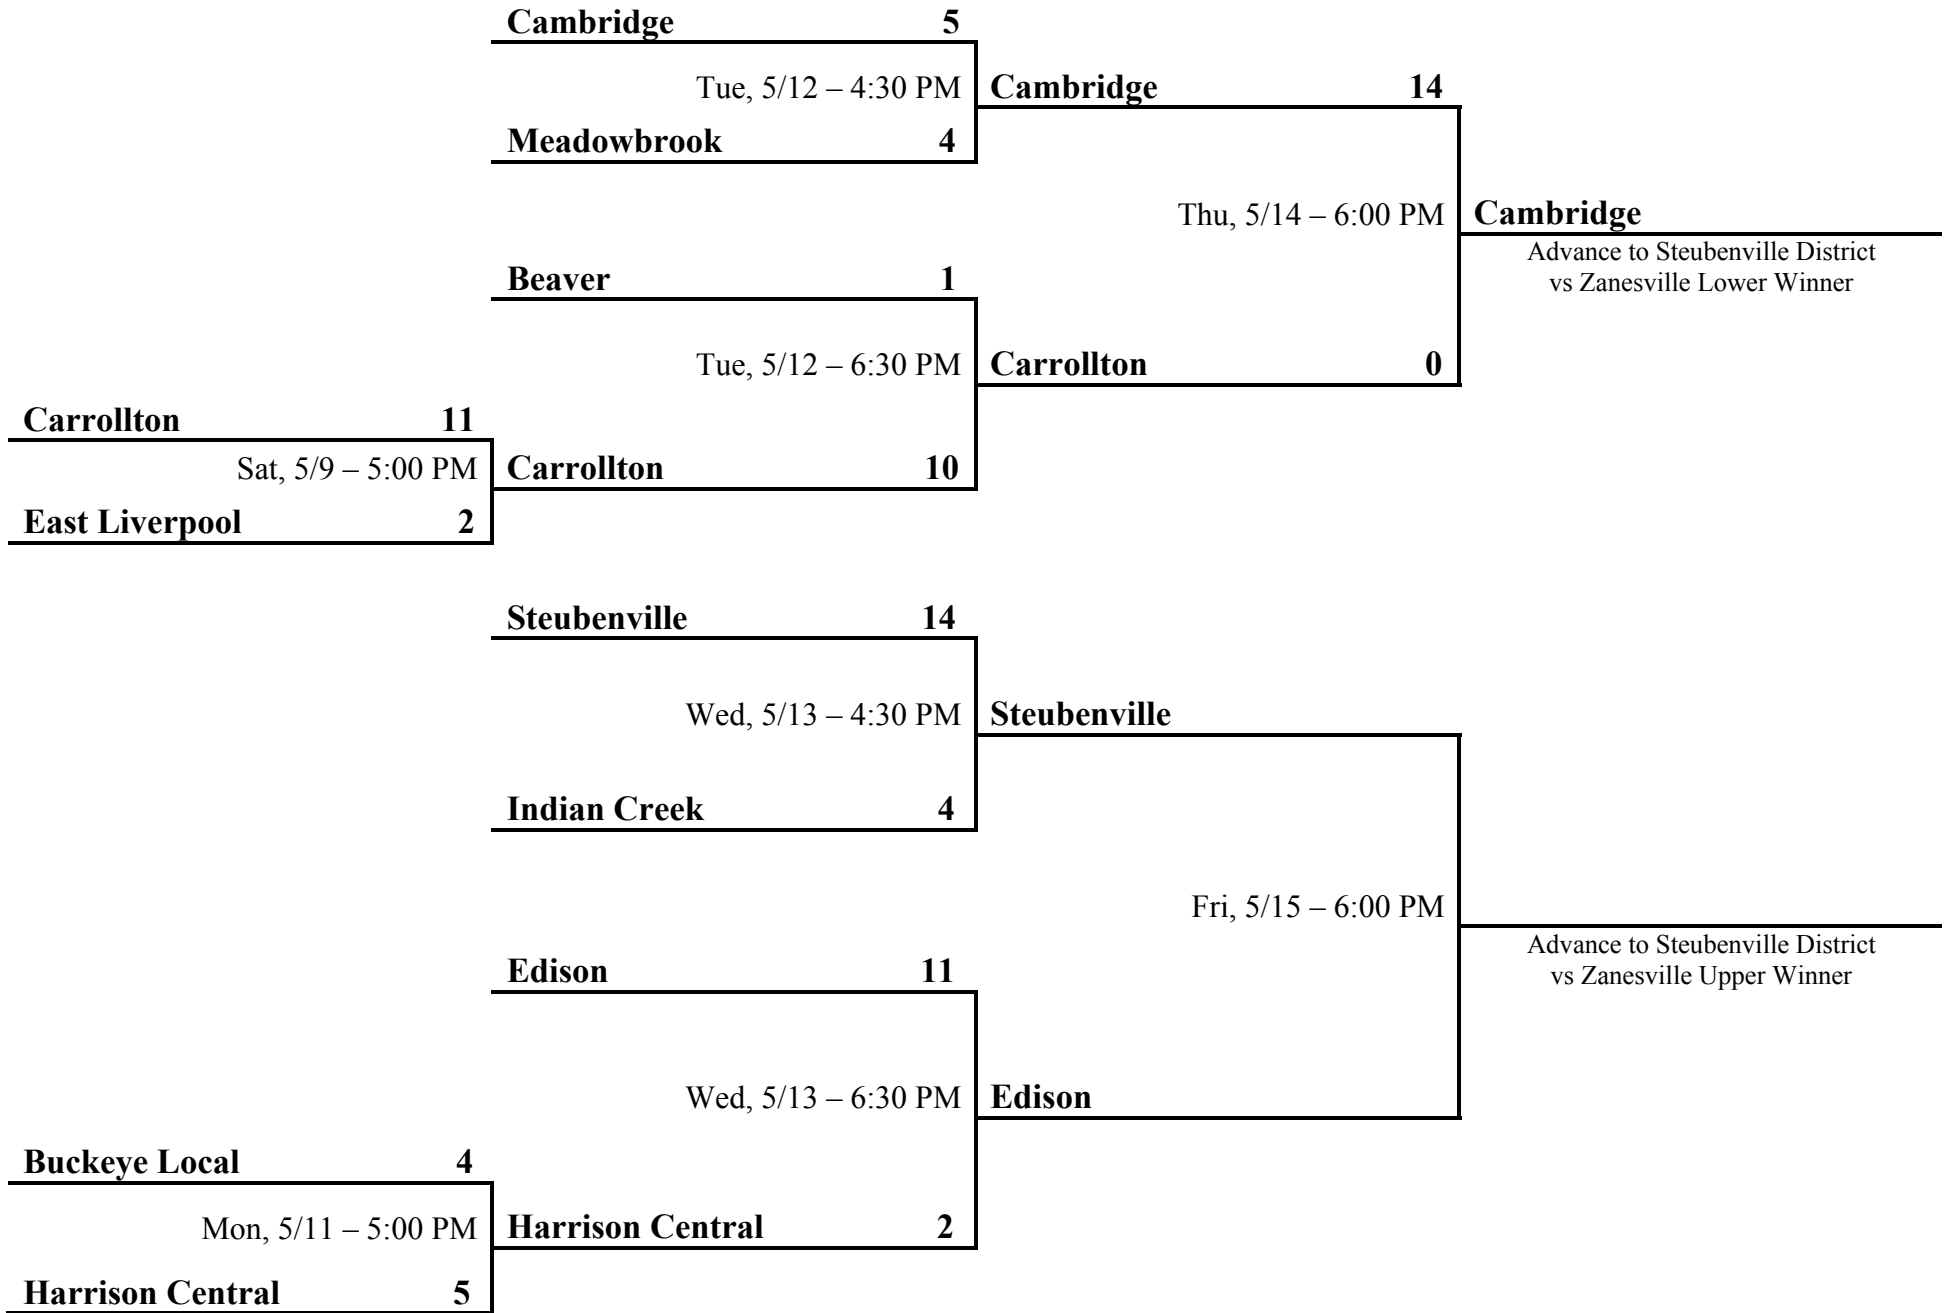 Cambridge 5
Tue, 5/12 – 4:30 PM
Cambridge 14
Meadowbrook 4
Thu, 5/14 – 6:00 PM
Cambridge
Advance to Steubenville District
vs Zanesville Lower Winner
Beaver 1
Tue, 5/12 – 6:30 PM
Carrollton 0
Carrollton 11
Sat, 5/9 – 5:00 PM
Carrollton 10
East Liverpool 2
Steubenville 14
Wed, 5/13 – 4:30 PM
Steubenville
Indian Creek 4
Fri, 5/15 – 6:00 PM
Advance to Steubenville District
vs Zanesville Upper Winner
Edison 11
Wed, 5/13 – 6:30 PM
Edison
Buckeye Local 4
Mon, 5/11 – 5:00 PM
Harrison Central 2
Harrison Central 5